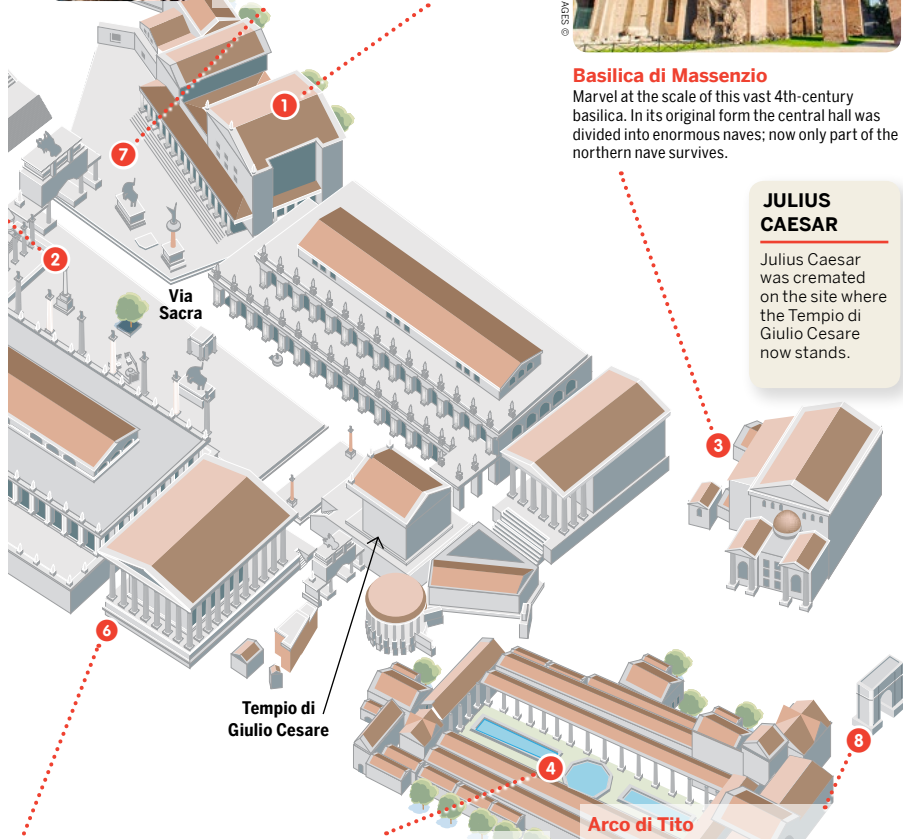 AGES ©
Basilica di Massenzio
Marvel at the scale of this vast 4th-century
basilica. In its original form the central hall was
divided into enormous naves; now only part of the
northern nave survives.
JULIUS
CAESAR
Julius Caesar
was cremated
on the site where
the Tempio di
Giulio Cesare
now stands.
1
7
2
Via
Sacra
3
6
Tempio di
Giulio Cesare
4
8
Arco di Tito